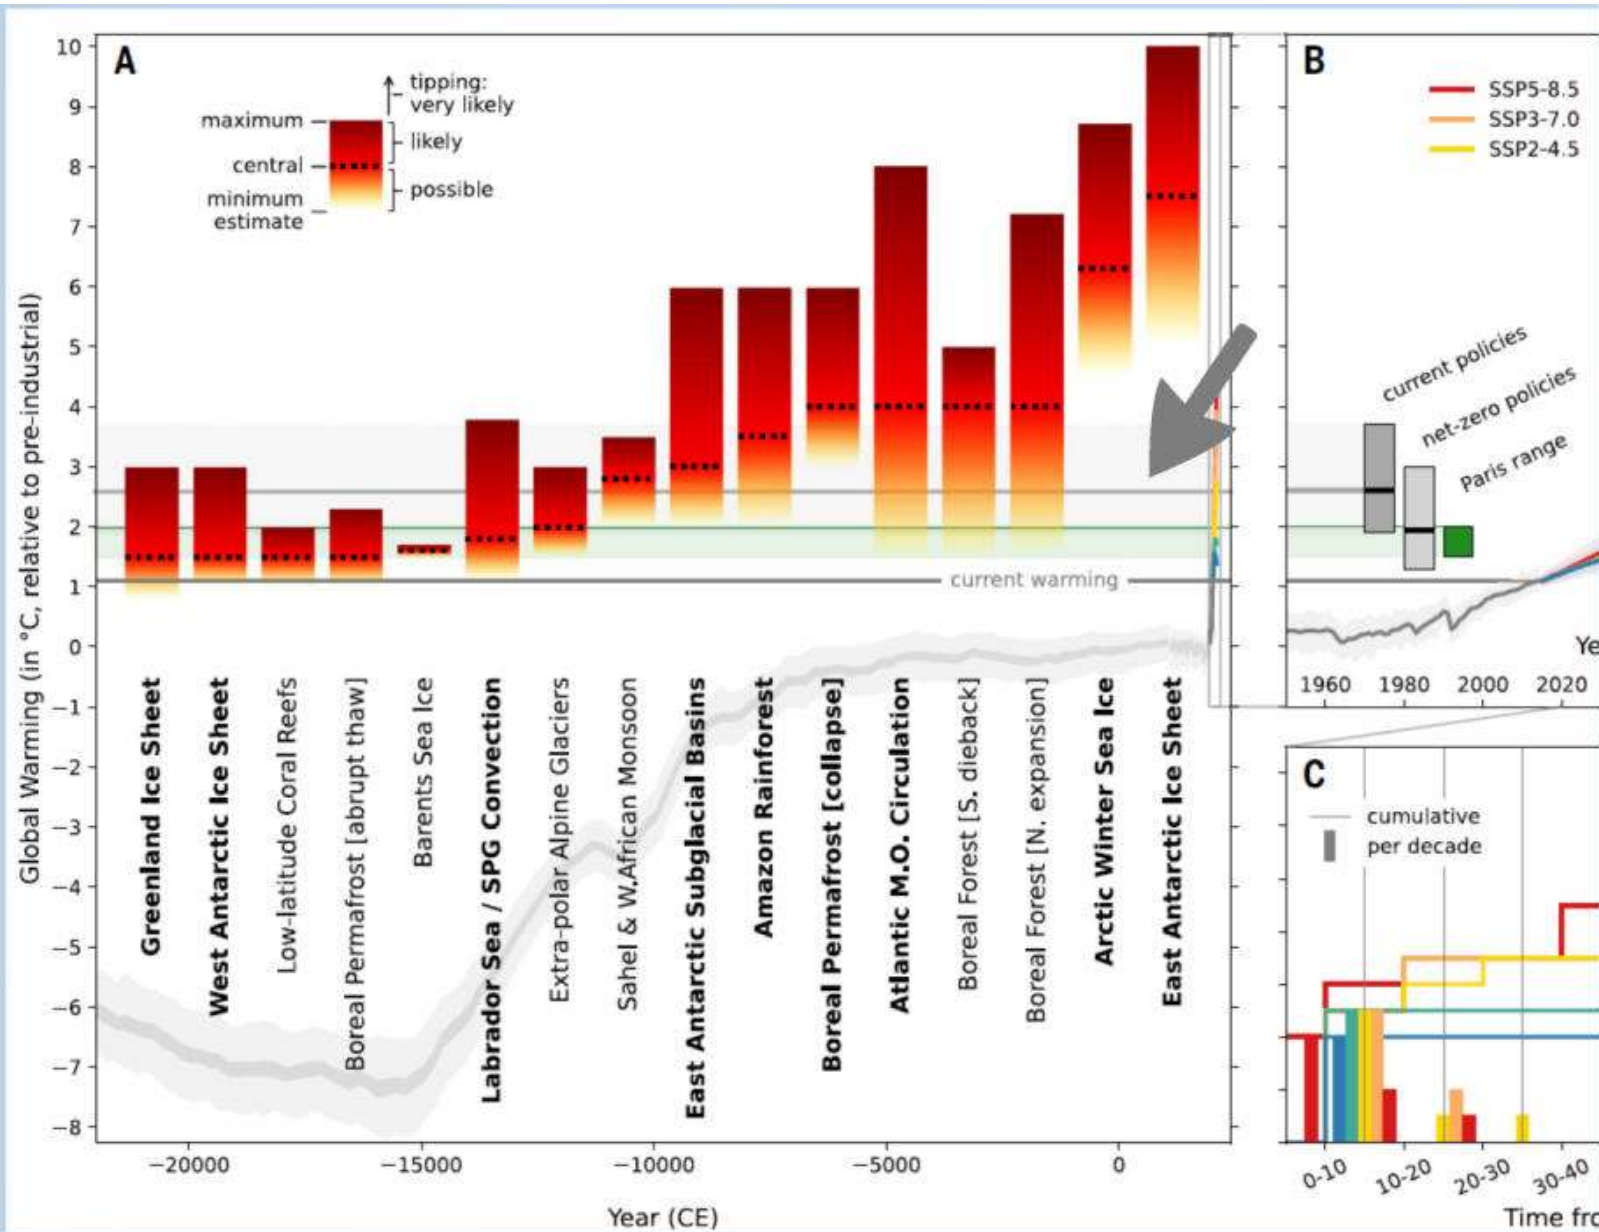 A
tipping:
very likely
maximum
likely
central
possible
minimum
estimate
10
9
8
7
6
5
4
3
2
1
0
−1
−2
−3
−4
−5
−6
−7
−8
Global Warming (in °C, relative to pre-industrial)
current warming
Greenland Ice Sheet
West Antarctic Ice Sheet
Low-latitude Coral Reefs
Boreal Permafrost [abrupt thaw]
Barents Sea Ice
Labrador Sea / SPG Convection
Extra-polar Alpine Glaciers
Sahel & W.African Monsoon
East Antarctic Subglacial Basins
Amazon Rainforest
Boreal Permafrost [collapse]
Atlantic M.O. Circulation
Boreal Forest [S. dieback]
Boreal Forest [N. expansion]
Arctic Winter Sea Ice
East Antarctic Ice Sheet
−20000 −15000 −10000 −5000 0
Year (CE)
B
SSP5-8.5
SSP3-7.0
SSP2-4.5
current policies
net-zero policies
Paris range
Ye
1960 1980 2000 2020
C
cumulative
per decade
0-10 10-20 20-30 30-40
Time fro